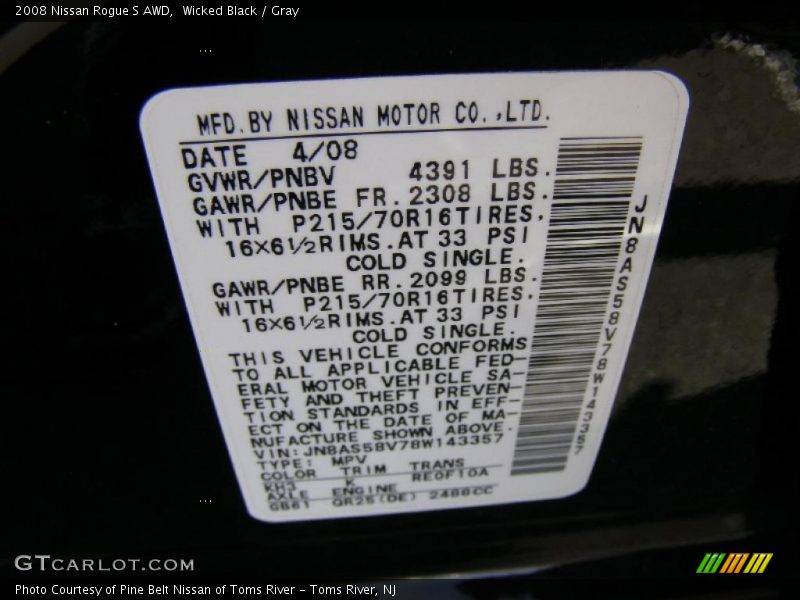 2008 Nissan Rogue S AWD,  Wicked Black / Gray
MFD.BY NISSAN MOTOR CO.,LTD.
DATE 4/08
GVWR/PNBV 4391 LBS.
GAWR/PNBE FR.2308 LBS.
WITH P215/70R16TIRES,
16×6½RIMS.AT 33 PSI
COLD SINGLE.
GAWR/PNBE RR.2099 LBS.
WITH P215/70R16TIRES.
16×6½RIMS.AT 33 PSI
COLD SINGLE.
THIS VEHICLE CONFORMS
TO ALL APPLICABLE FED-
ERAL MOTOR VEHICLE SA-
FETY AND THEFT PREVEN-
TION STANDARDS IN EFF-
ECT ON THE DATE OF MA-
NUFACTURE SHOWN ABOVE.
VIN:JN8AS58V78W143357
TYPE: MPV
COLOR TRIM TRANS
KH3 K RE0F10A
AXLE ENGINE
GB61 QR25(DE) 2488CC
JN8AS58V78W143357
GTCARLOT.COM
Photo Courtesy of Pine Belt Nissan of Toms River – Toms River, NJ